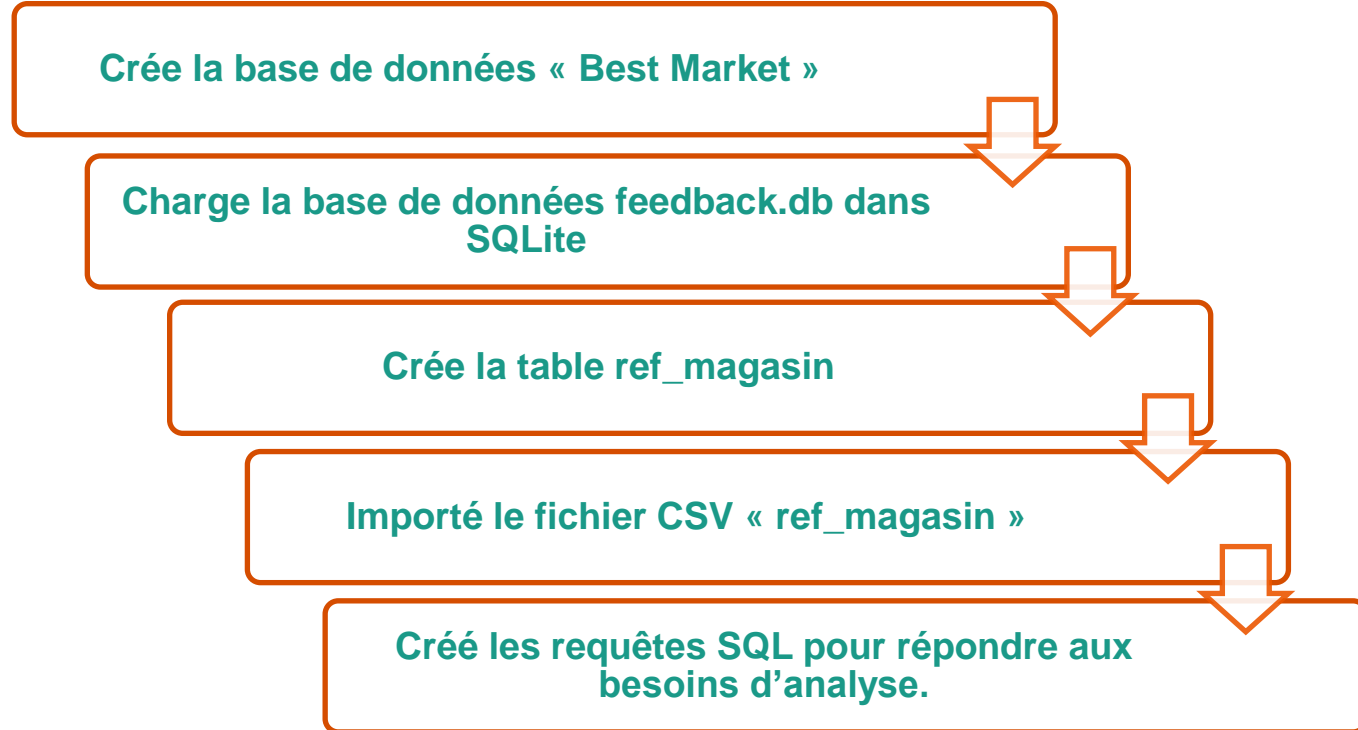 Crée la base de données « Best Market »
Charge la base de données feedback.db dans
SQLite
Crée la table ref_magasin
Importé le fichier CSV « ref_magasin »
Créé les requêtes SQL pour répondre aux
besoins d’analyse.